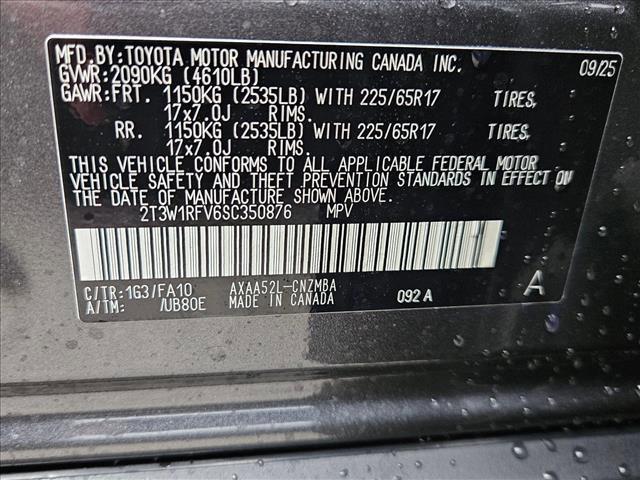 MFD.BY:TOYOTA MOTOR MANUFACTURING CANADA INC. 09/25
GVWR:2090KG (4610LB)
GAWR:FRT. 1150KG (2535LB) WITH 225/65R17 TIRES,
17x7.0J RIMS.
RR. 1150KG (2535LB) WITH 225/65R17 TIRES,
17x7.0J RIMS.
THIS VEHICLE CONFORMS TO ALL APPLICABLE FEDERAL MOTOR
VEHICLE SAFETY AND THEFT PREVENTION STANDARDS IN EFFECT ON
THE DATE OF MANUFACTURE SHOWN ABOVE.
2T3W1RFV6SC350876 MPV
C/TR:1G3/FA10 AXAA52L-CNZMBA A
A/TM: /UB80E MADE IN CANADA 092 A